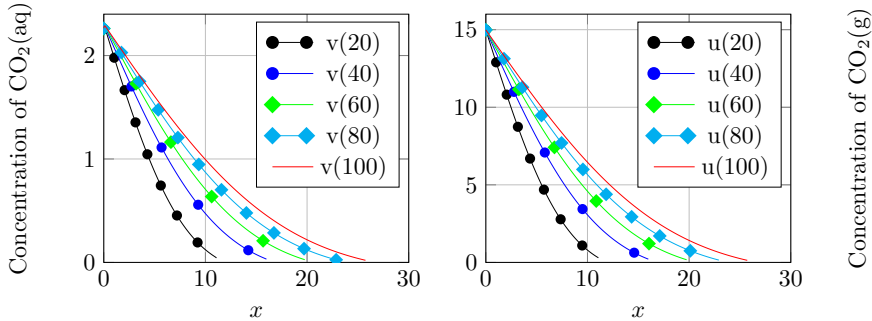 Concentration of CO₂(aq)
2
1
0
0
10
20
30
x
v(20)
v(40)
v(60)
v(80)
v(100)
15
10
5
0
0
10
20
30
x
u(20)
u(40)
u(60)
u(80)
u(100)
Concentration of CO₂(g)